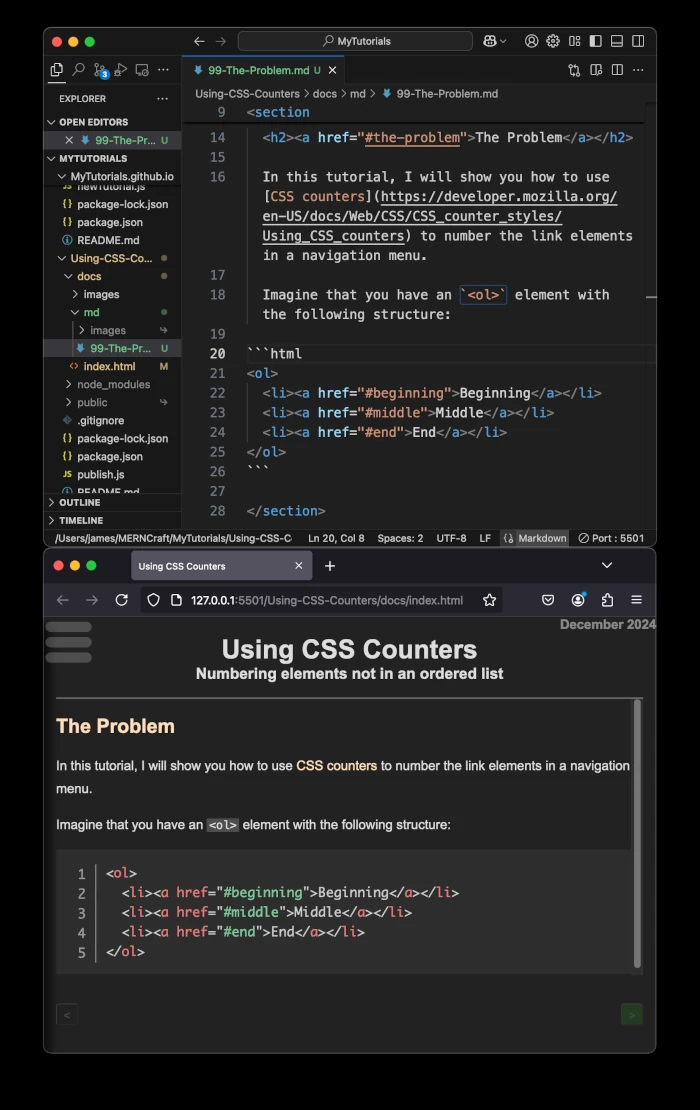 MyTutorials
3
99-The-Problem.md U
EXPLORER
OPEN EDITORS
99-The-Pr... U
MYTUTORIALS
MyTutorials.github.io
newTutorial.js
package-lock.json
package.json
README.md
Using-CSS-Co...
docs
images
md
images
99-The-Pr... U
index.html M
node_modules
public
.gitignore
package-lock.json
package.json
JS publish.js
README.md
OUTLINE
TIMELINE
Using-CSS-Counters > docs > md > 99-The-Problem.md
9 <section
14 <h2><a href="#the-problem">The Problem</a></h2>
15
16 In this tutorial, I will show you how to use
[CSS counters](https://developer.mozilla.org/
en-US/docs/Web/CSS/CSS_counter_styles/
Using_CSS_counters) to number the link elements
in a navigation menu.
17
18 Imagine that you have an `<ol>` element with
the following structure:
19
20 ```html
21 <ol>
22 <li><a href="#beginning">Beginning</a></li>
23 <li><a href="#middle">Middle</a></li>
24 <li><a href="#end">End</a></li>
25 </ol>
26 ```
27
28 </section>
/Users/james/MERNCraft/MyTutorials/Using-CSS-C Ln 20, Col 8 Spaces: 2 UTF-8 LF Markdown Port : 5501
Using CSS Counters
127.0.0.1:5501/Using-CSS-Counters/docs/index.html
December 2024
Using CSS Counters
Numbering elements not in an ordered list
The Problem
In this tutorial, I will show you how to use CSS counters to number the link elements in a navigation
menu.
Imagine that you have an <ol> element with the following structure:
1 <ol>
2 <li><a href="#beginning">Beginning</a></li>
3 <li><a href="#middle">Middle</a></li>
4 <li><a href="#end">End</a></li>
5 </ol>
< >